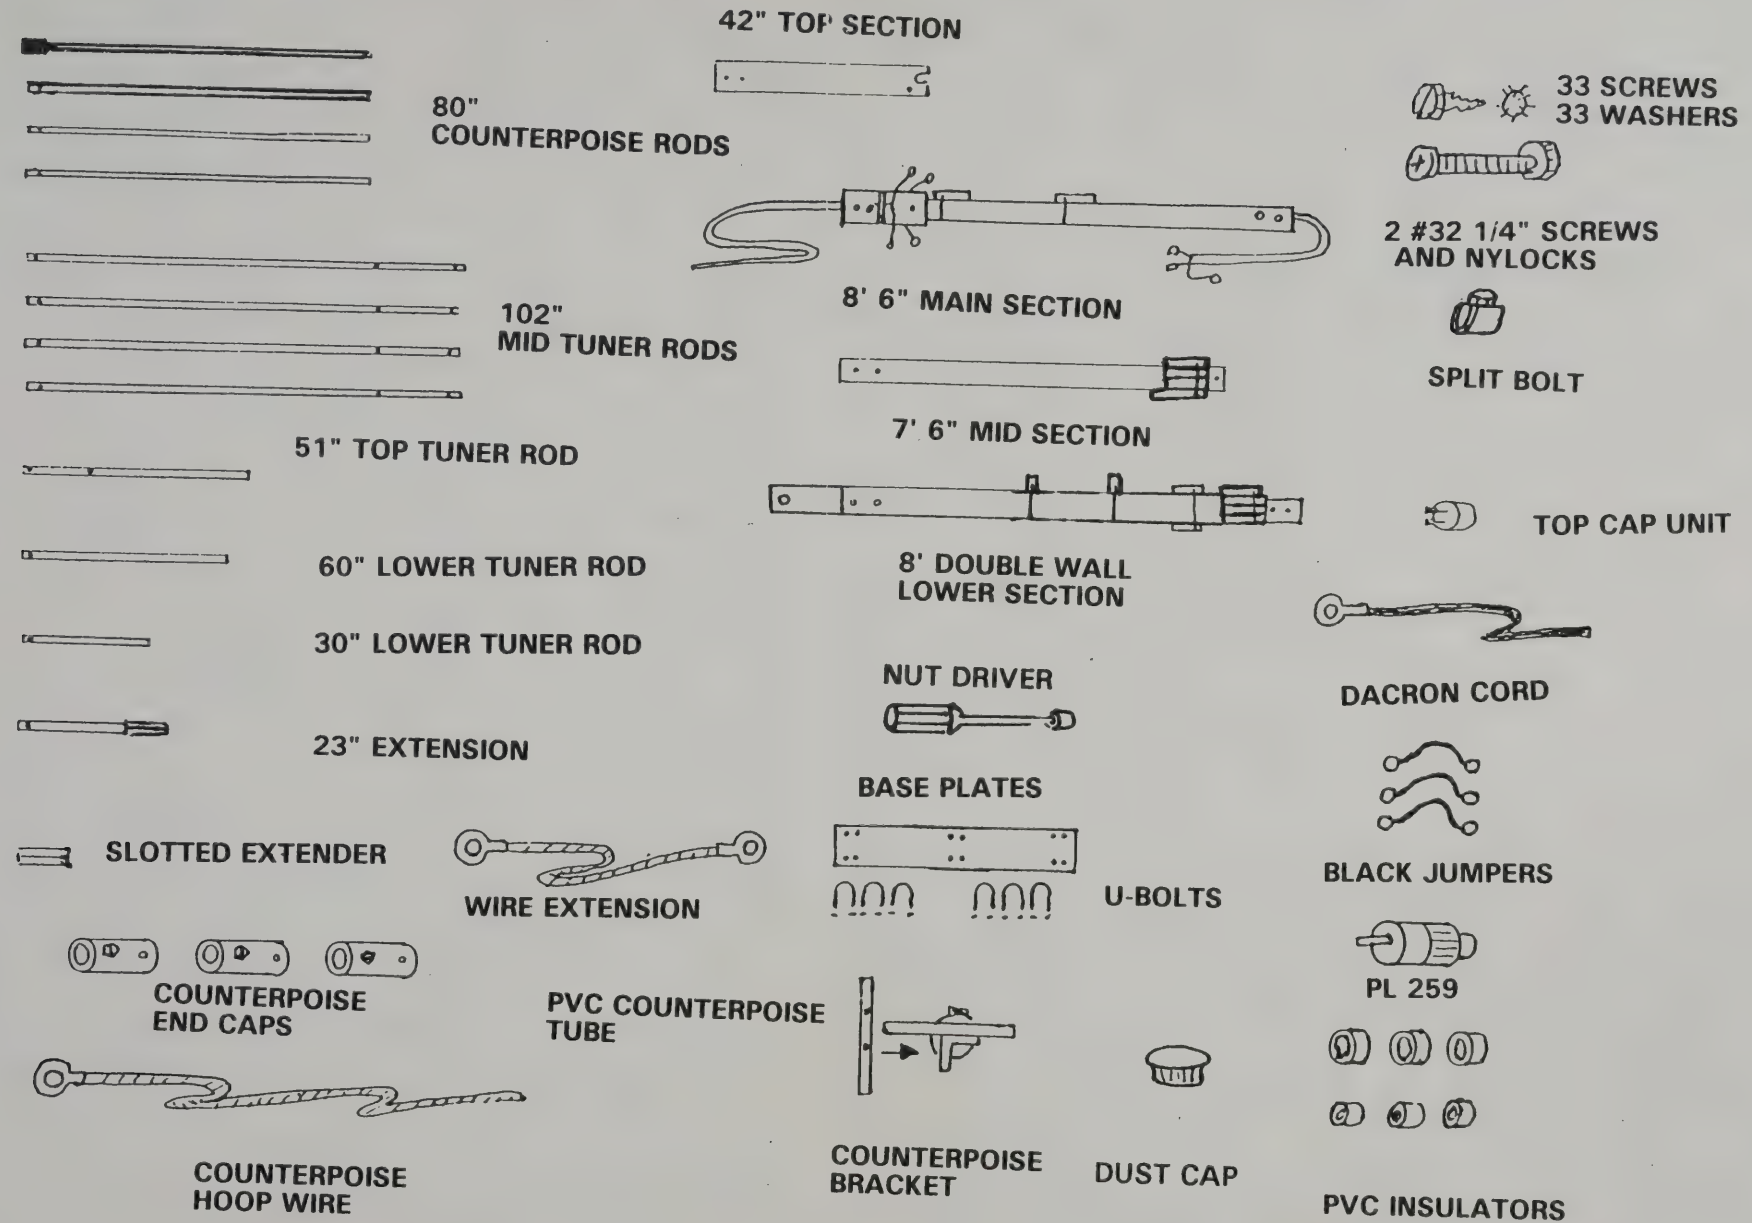 42" TOP SECTION
80"
COUNTERPOISE RODS
33 SCREWS
33 WASHERS
2 #32 1/4" SCREWS
AND NYLOCKS
8' 6" MAIN SECTION
102"
MID TUNER RODS
SPLIT BOLT
7' 6" MID SECTION
51" TOP TUNER ROD
TOP CAP UNIT
60" LOWER TUNER ROD
8' DOUBLE WALL
LOWER SECTION
30" LOWER TUNER ROD
NUT DRIVER
DACRON CORD
23" EXTENSION
BASE PLATES
SLOTTED EXTENDER
WIRE EXTENSION
U-BOLTS
BLACK JUMPERS
COUNTERPOISE
END CAPS
PVC COUNTERPOISE
TUBE
PL 259
COUNTERPOISE
HOOP WIRE
COUNTERPOISE
BRACKET
DUST CAP
PVC INSULATORS